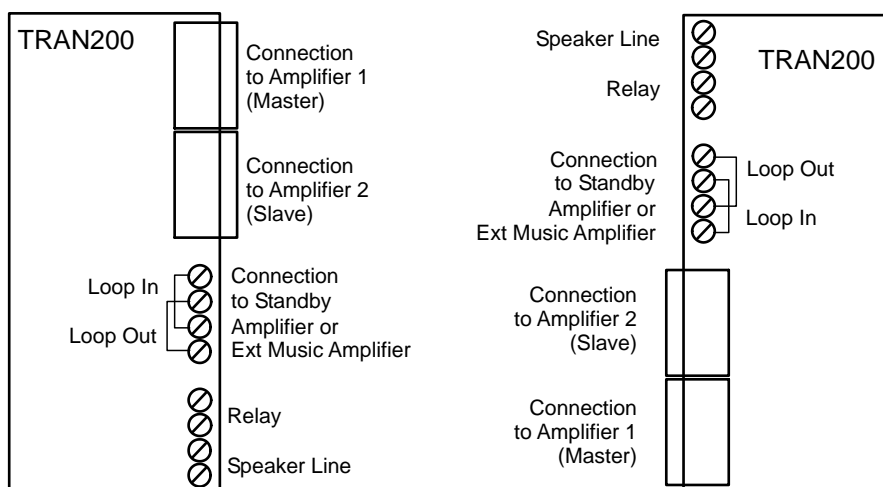 TRAN200
Connection
to Amplifier 1
(Master)
Connection
to Amplifier 2
(Slave)
Loop In
Loop Out
Connection
to Standby
Amplifier or
Ext Music Amplifier
Relay
Speaker Line
Speaker Line
Relay
TRAN200
Connection
to Standby
Amplifier or
Ext Music Amplifier
Loop Out
Loop In
Connection
to Amplifier 2
(Slave)
Connection
to Amplifier 1
(Master)